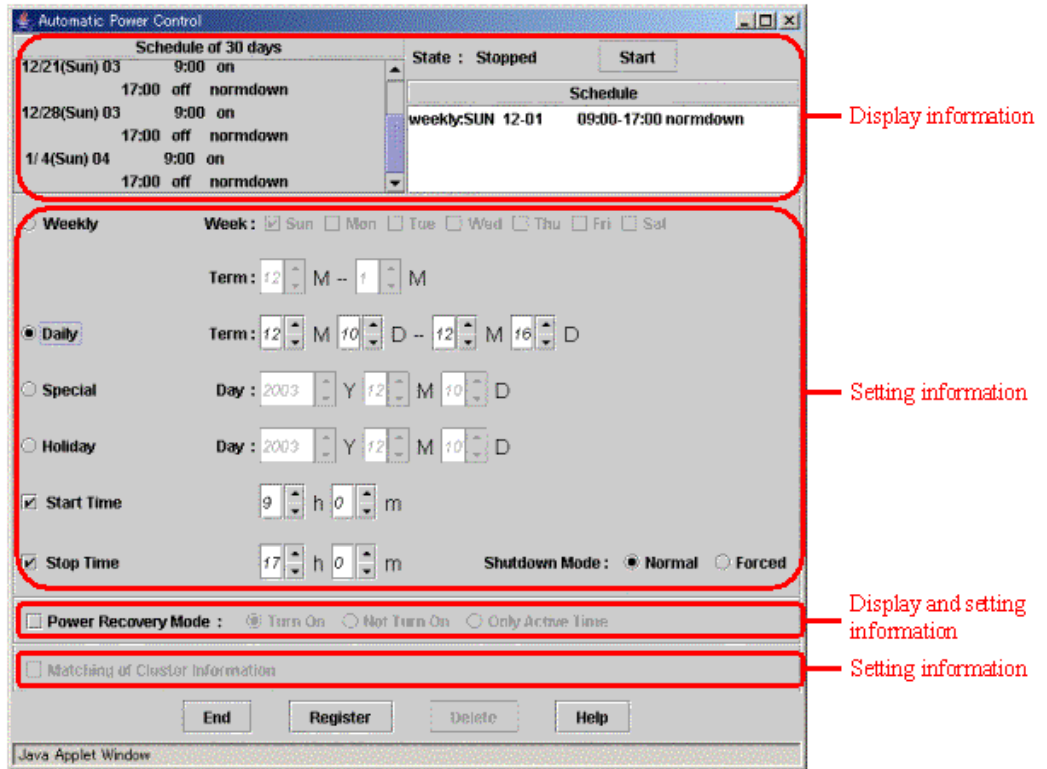 Automatic Power Control
Schedule of 30 days
12/21(Sun) 03 9:00 on
17:00 off normdown
12/28(Sun) 03 9:00 on
17:00 off normdown
1/ 4(Sun) 04 9:00 on
17:00 off normdown
State : Stopped Start
Schedule
weekly:SUN 12-01 09:00-17:00 normdown
Display information
Weekly Week : Sun Mon Tue Wed Thu Fri Sat
Term : 12 M -- 1 M
Daily Term : 12 M 10 D -- 12 M 16 D
Special Day : 2003 Y 12 M 10 D
Setting information
Holiday Day : 2003 Y 12 M 10 D
Start Time 9 h 0 m
Stop Time 17 h 0 m Shutdown Mode : Normal Forced
Power Recovery Mode : Turn On Not Turn On Only Active Time
Display and setting
information
Matching of Cluster Information
Setting information
End Register Delete Help
Java Applet Window